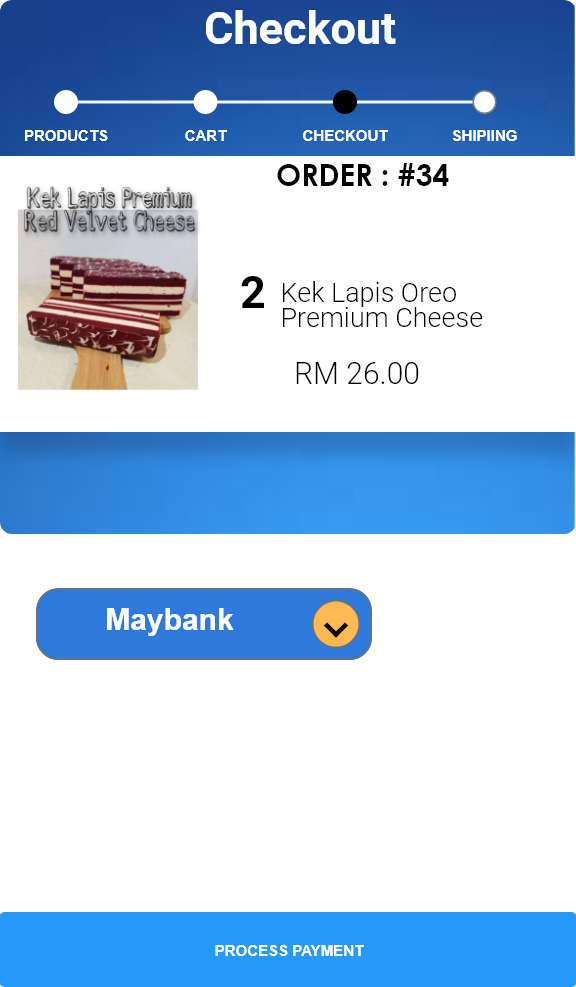 Checkout
PRODUCTS
CART
CHECKOUT
SHIPIING
ORDER : #34
Kek Lapis Premium
Red Velvet Cheese
2
Kek Lapis Oreo
Premium Cheese
RM 26.00
Maybank
PROCESS PAYMENT